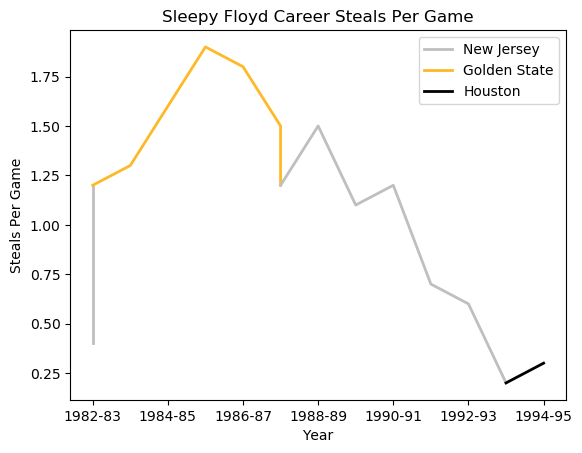 Sleepy Floyd Career Steals Per Game
New Jersey
Golden State
Houston
1.75
1.50
1.25
1.00
0.75
0.50
0.25
Steals Per Game
1982-83 1984-85 1986-87 1988-89 1990-91 1992-93 1994-95
Year